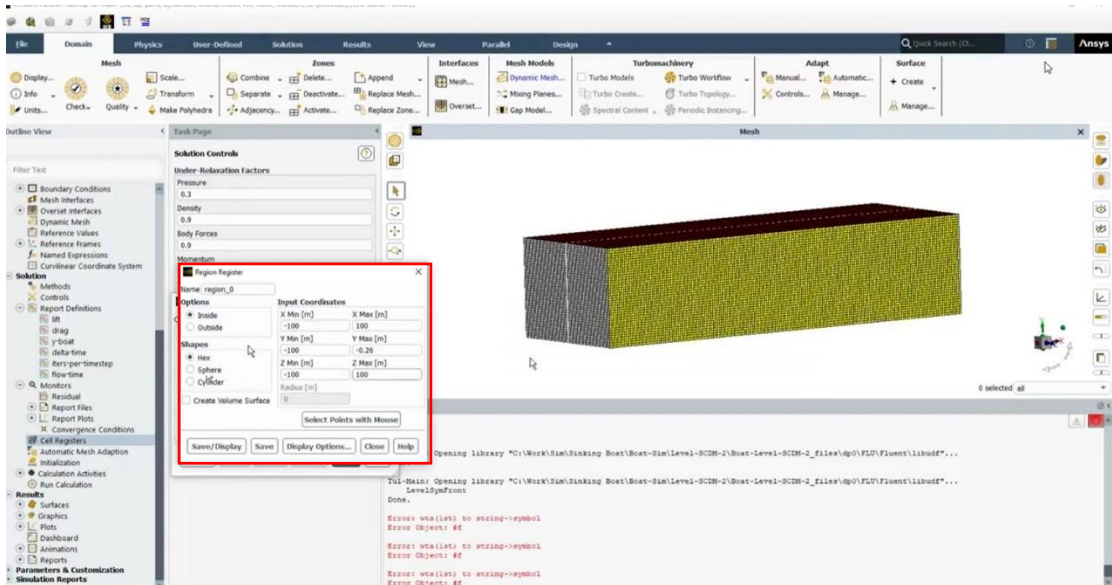 File Domain Physics User-Defined Solution Results View Parallel Design Quick Search (Ct... Ansys
Mesh Zones Interfaces Mesh Models Turbomachinery Adapt Surface
Display... Scale... Combine Delete... Append Mesh... Dynamic Mesh... Turbo Models Turbo Workflow Manual... Automatic... + Create
Info Check Quality Transform Separate Deactivate... Replace Mesh... Mixing Planes... Turbo Create... Turbo Topology... Controls... Manage...
Units... Make Polyhedra Adjacency... Activate... Replace Zone... Overset... Gap Model... Spectral Content Periodic Instancing... Manage...
Outline View
Filter Text
Boundary Conditions
Mesh Interfaces
Overset Interfaces
Dynamic Mesh
Reference Values
Reference Frames
Named Expressions
Curvilinear Coordinate System
Solution
Methods
Controls
Report Definitions
lift
drag
y-boat
delta-time
iters-per-timestep
flow-time
Monitors
Residual
Report Files
Report Plots
Convergence Conditions
Cell Registers
Automatic Mesh Adaption
Initialization
Calculation Activities
Run Calculation
Results
Surfaces
Graphics
Plots
Dashboard
Animations
Reports
Parameters & Customization
Simulation Reports
Task Page
Solution Controls
Under-Relaxation Factors
Pressure
0.3
Density
0.9
Body Forces
0.9
Momentum
Region Register
Name region_0
Options
Inside
Outside
Shapes
Hex
Sphere
Cylinder
Create Volume Surface
Input Coordinates
X Min [m] X Max [m]
-100 100
Y Min [m] Y Max [m]
-100 -0.26
Z Min [m] Z Max [m]
-100 100
Radius [m]
0
Select Points with Mouse
Save/Display Save Display Options... Close Help
Mesh
0 selected all
Opening library "C:\Work\Sim\Sinking Boat\Boat-Sim\Level-SCDM-2\Boat-Level-SCDM-2_files\dp0\FLU\Fluent\libudf"...
Opening library "C:\Work\Sim\Sinking Boat\Boat-Sim\Level-SCDM-2\Boat-Level-SCDM-2_files\dp0\FLU\Fluent\libudf"...
LevelSymFront
Done.
Error: wta(1st) to string->symbol
Error Object: #f
Error: wta(1st) to string->symbol
Error Object: #f
Error: wta(1st) to string->symbol
Error Object: #f